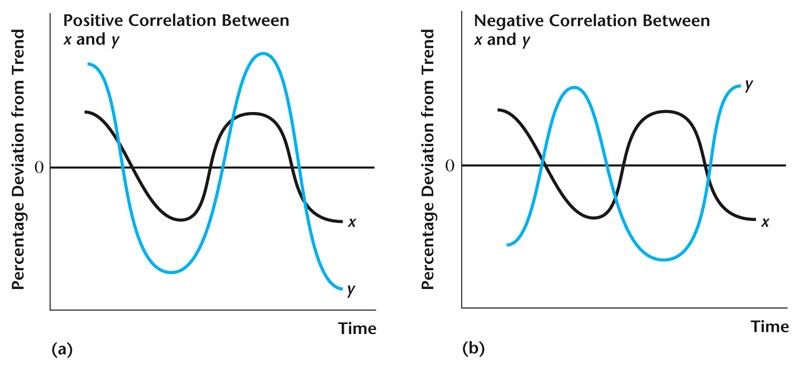 Positive Correlation Between
x and y
Percentage Deviation from Trend
0
x
y
Time
(a)
Negative Correlation Between
x and y
Percentage Deviation from Trend
0
y
x
Time
(b)